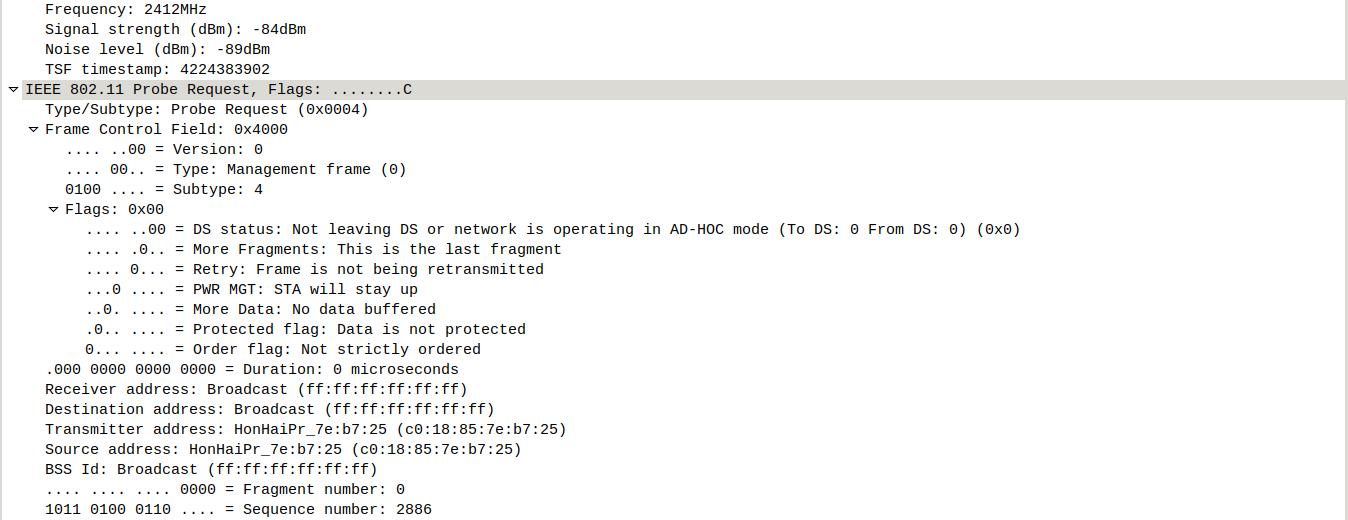 Frequency: 2412MHz
Signal strength (dBm): -84dBm
Noise level (dBm): -89dBm
TSF timestamp: 4224383902
IEEE 802.11 Probe Request, Flags: ........C
Type/Subtype: Probe Request (0x0004)
Frame Control Field: 0x4000
.... ..00 = Version: 0
.... 00.. = Type: Management frame (0)
0100 .... = Subtype: 4
Flags: 0x00
.... ..00 = DS status: Not leaving DS or network is operating in AD-HOC mode (To DS: 0 From DS: 0) (0x0)
.... .0.. = More Fragments: This is the last fragment
.... 0... = Retry: Frame is not being retransmitted
...0 .... = PWR MGT: STA will stay up
..0. .... = More Data: No data buffered
.0.. .... = Protected flag: Data is not protected
0... .... = Order flag: Not strictly ordered
.000 0000 0000 0000 = Duration: 0 microseconds
Receiver address: Broadcast (ff:ff:ff:ff:ff:ff)
Destination address: Broadcast (ff:ff:ff:ff:ff:ff)
Transmitter address: HonHaiPr_7e:b7:25 (c0:18:85:7e:b7:25)
Source address: HonHaiPr_7e:b7:25 (c0:18:85:7e:b7:25)
BSS Id: Broadcast (ff:ff:ff:ff:ff:ff)
.... .... .... 0000 = Fragment number: 0
1011 0100 0110 .... = Sequence number: 2886